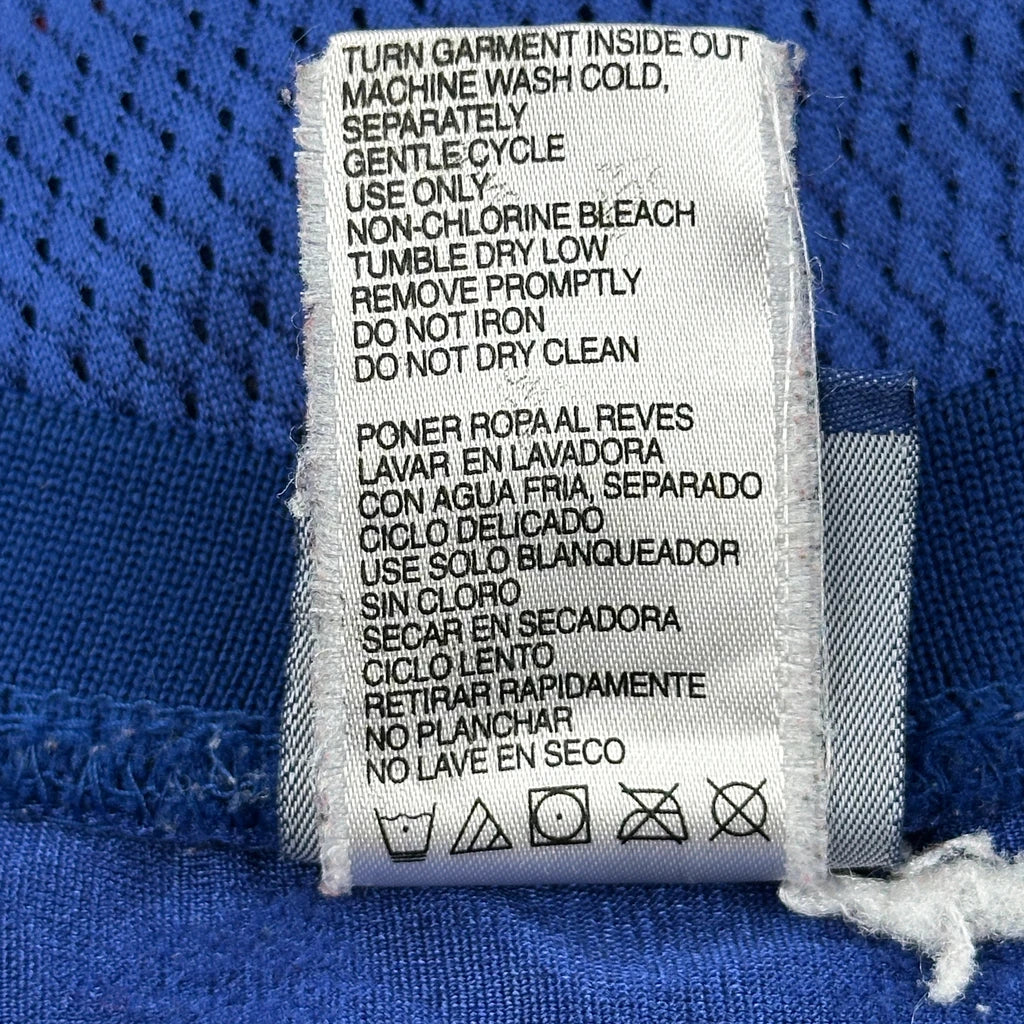 TURN GARMENT INSIDE OUT
MACHINE WASH COLD,
SEPARATELY
GENTLE CYCLE
USE ONLY
NON-CHLORINE BLEACH
TUMBLE DRY LOW
REMOVE PROMPTLY
DO NOT IRON
DO NOT DRY CLEAN
PONER ROPA AL REVES
LAVAR EN LAVADORA
CON AGUA FRIA, SEPARADO
CICLO DELICADO
USE SOLO BLANQUEADOR
SIN CLORO
SECAR EN SECADORA
CICLO LENTO
RETIRAR RAPIDAMENTE
NO PLANCHAR
NO LAVE EN SECO